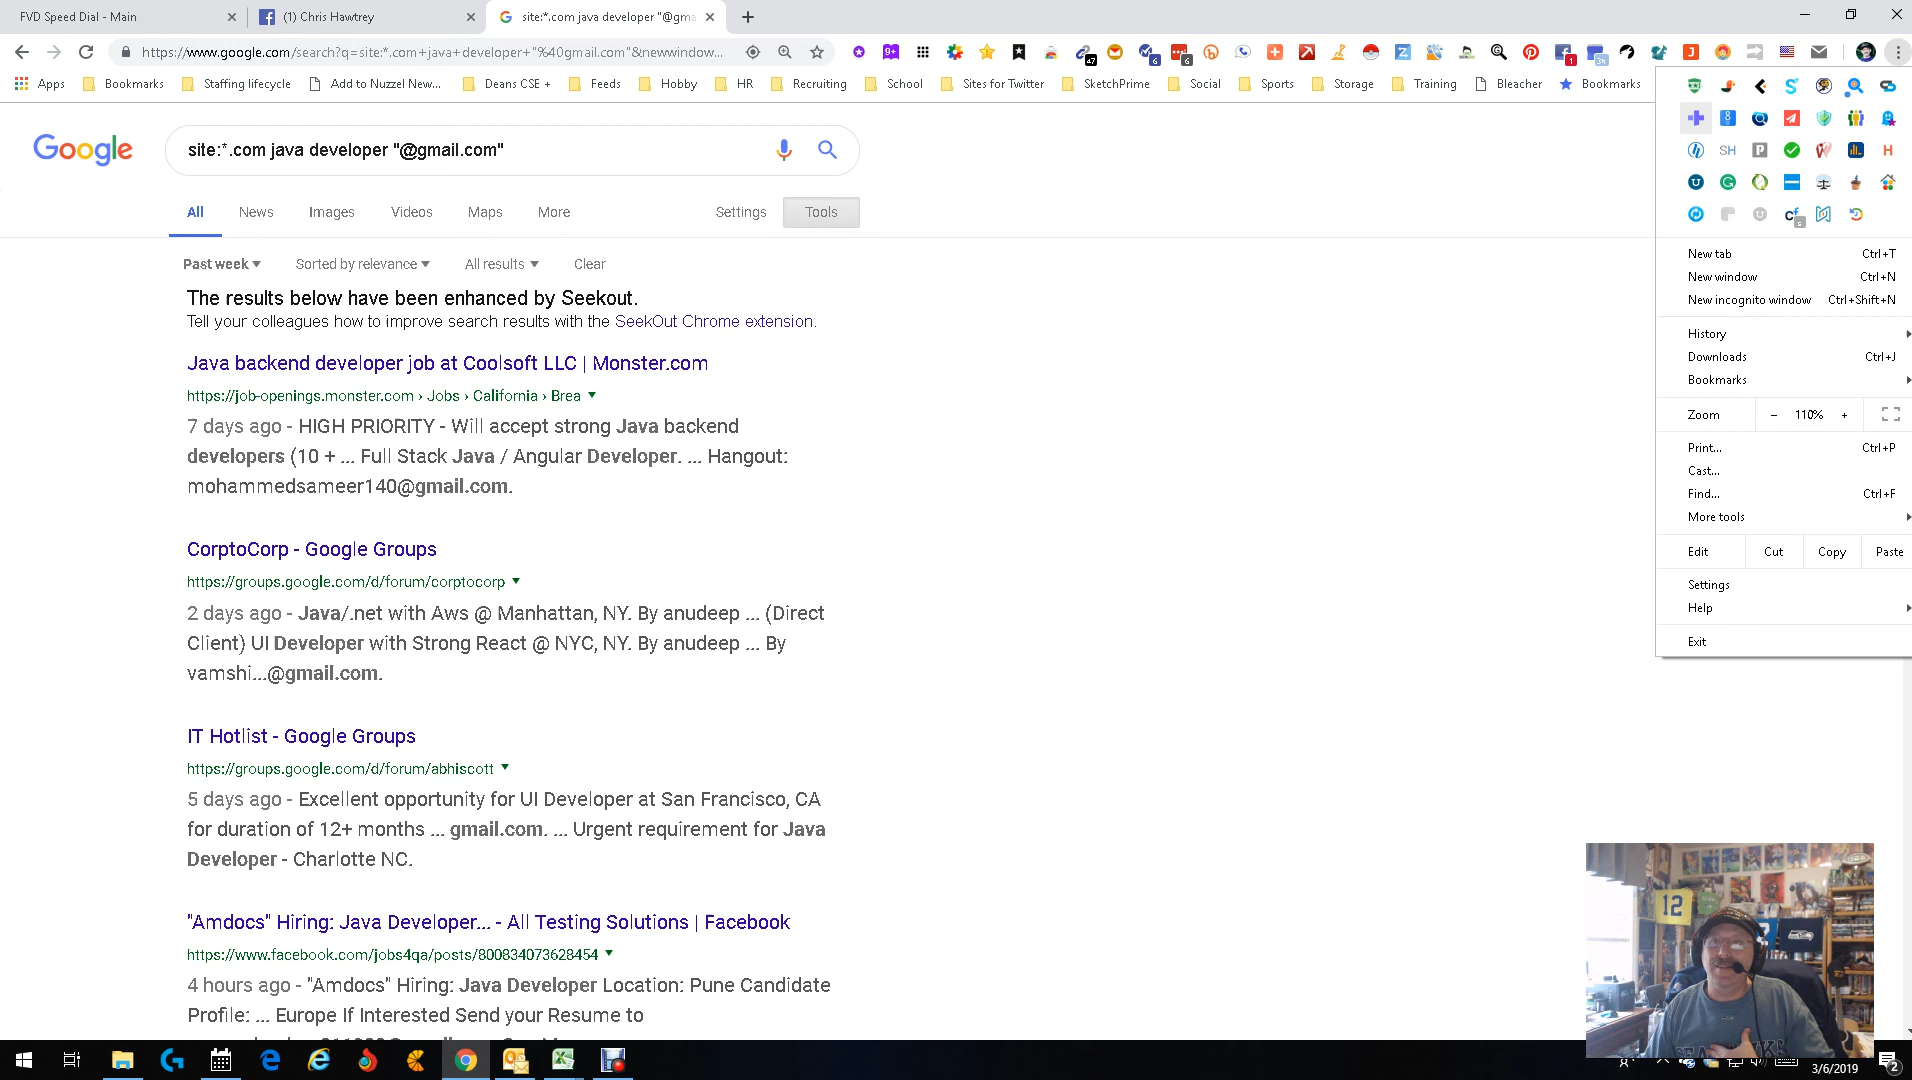 FVD Speed Dial - Main
(1) Chris Hawtrey
site:*.com java developer "@gma
https://www.google.com/search?q=site:*.com+java+developer+"%40gmail.com"&newwindow...
Apps
Bookmarks
Staffing lifecycle
Add to Nuzzel New...
Deans CSE +
Feeds
Hobby
HR
Recruiting
School
Sites for Twitter
SketchPrime
Social
Sports
Storage
Training
Bleacher
Bookmarks
Google
site:*.com java developer "@gmail.com"
All
News
Images
Videos
Maps
More
Settings
Tools
Past week
Sorted by relevance
All results
Clear
The results below have been enhanced by Seekout.
Tell your colleagues how to improve search results with the SeekOut Chrome extension.
Java backend developer job at Coolsoft LLC | Monster.com
https://job-openings.monster.com › Jobs › California › Brea
7 days ago - HIGH PRIORITY - Will accept strong Java backend
developers (10 + ... Full Stack Java / Angular Developer. ... Hangout:
mohammedsameer140@gmail.com.
CorptoCorp - Google Groups
https://groups.google.com/d/forum/corptocorp
2 days ago - Java/.net with Aws @ Manhattan, NY. By anudeep ... (Direct
Client) UI Developer with Strong React @ NYC, NY. By anudeep ... By
vamshi...@gmail.com.
IT Hotlist - Google Groups
https://groups.google.com/d/forum/abhiscott
5 days ago - Excellent opportunity for UI Developer at San Francisco, CA
for duration of 12+ months ... gmail.com. ... Urgent requirement for Java
Developer - Charlotte NC.
"Amdocs" Hiring: Java Developer... - All Testing Solutions | Facebook
https://www.facebook.com/jobs4qa/posts/800834073628454
4 hours ago - "Amdocs" Hiring: Java Developer Location: Pune Candidate
Profile: ... Europe If Interested Send your Resume to
New tab Ctrl+T
New window Ctrl+N
New incognito window Ctrl+Shift+N
History
Downloads Ctrl+J
Bookmarks
Zoom - 110% +
Print... Ctrl+P
Cast...
Find... Ctrl+F
More tools
Edit Cut Copy Paste
Settings
Help
Exit
12
3/6/2019
2